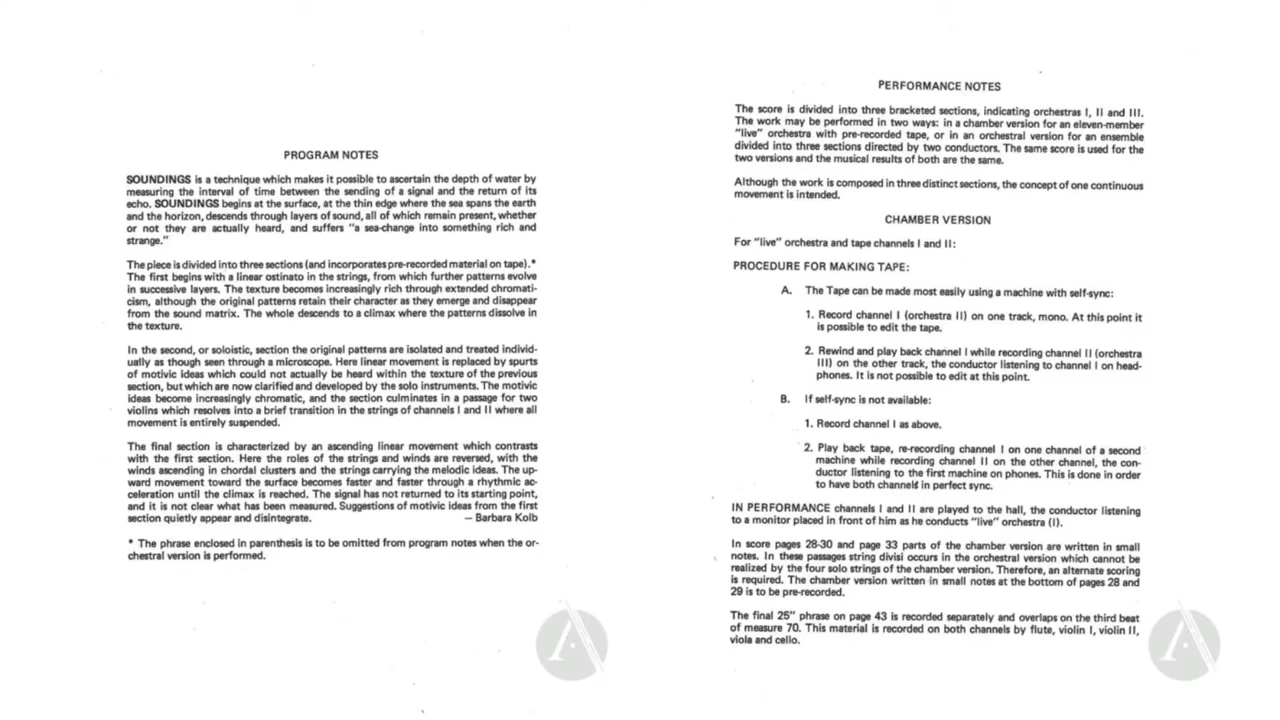 PROGRAM NOTES
SOUNDINGS is a technique which makes it possible to ascertain the depth of water by
measuring the interval of time between the sending of a signal and the return of its
echo. SOUNDINGS begins at the surface, at the thin edge where the sea spans the earth
and the horizon, descends through layers of sound, all of which remain present, whether
or not they are actually heard, and suffers "a sea-change into something rich and
strange."
The piece is divided into three sections (and incorporates pre-recorded material on tape).*
The first begins with a linear ostinato in the strings, from which further patterns evolve
in successive layers. The texture becomes increasingly rich through extended chromati-
cism, although the original patterns retain their character as they emerge and disappear
from the sound matrix. The whole descends to a climax where the patterns dissolve in
the texture.
In the second, or soloistic, section the original patterns are isolated and treated individ-
ually as though seen through a microscope. Here linear movement is replaced by spurts
of motivic ideas which could not actually be heard within the texture of the previous
section, but which are now clarified and developed by the solo instruments. The motivic
ideas become increasingly chromatic, and the section culminates in a passage for two
violins which resolves into a brief transition in the strings of channels I and II where all
movement is entirely suspended.
The final section is characterized by an ascending linear movement which contrasts
with the first section. Here the roles of the strings and winds are reversed, with the
winds ascending in chordal clusters and the strings carrying the melodic ideas. The up-
ward movement toward the surface becomes faster and faster through a rhythmic ac-
celeration until the climax is reached. The signal has not returned to its starting point,
and it is not clear what has been measured. Suggestions of motivic ideas from the first
section quietly appear and disintegrate. — Barbara Kolb
* The phrase enclosed in parenthesis is to be omitted from program notes when the or-
chestral version is performed.
PERFORMANCE NOTES
The score is divided into three bracketed sections, indicating orchestras I, II and III.
The work may be performed in two ways: in a chamber version for an eleven-member
"live" orchestra with pre-recorded tape, or in an orchestral version for an ensemble
divided into three sections directed by two conductors. The same score is used for the
two versions and the musical results of both are the same.
Although the work is composed in three distinct sections, the concept of one continuous
movement is intended.
CHAMBER VERSION
For "live" orchestra and tape channels I and II:
PROCEDURE FOR MAKING TAPE:
A. The Tape can be made most easily using a machine with self-sync:
1. Record channel I (orchestra II) on one track, mono. At this point it
is possible to edit the tape.
2. Rewind and play back channel I while recording channel II (orchestra
III) on the other track, the conductor listening to channel I on head-
phones. It is not possible to edit at this point.
B. If self-sync is not available:
1. Record channel I as above.
2. Play back tape, re-recording channel I on one channel of a second
machine while recording channel II on the other channel, the con-
ductor listening to the first machine on phones. This is done in order
to have both channels in perfect sync.
IN PERFORMANCE channels I and II are played to the hall, the conductor listening
to a monitor placed in front of him as he conducts "live" orchestra (I).
In score pages 28-30 and page 33 parts of the chamber version are written in small
notes. In these passages string divisi occurs in the orchestral version which cannot be
realized by the four solo strings of the chamber version. Therefore, an alternate scoring
is required. The chamber version written in small notes at the bottom of pages 28 and
29 is to be pre-recorded.
The final 25" phrase on page 43 is recorded separately and overlaps on the third beat
of measure 70. This material is recorded on both channels by flute, violin I, violin II,
viola and cello.